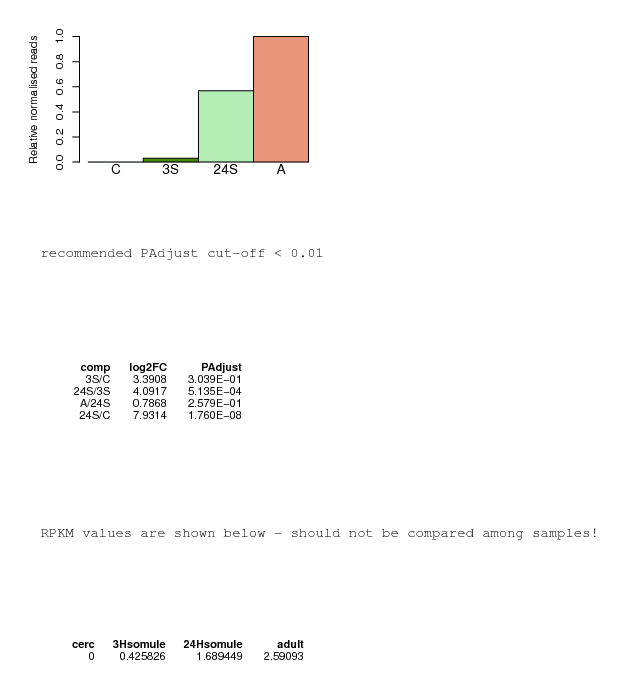 Relative normalised reads
1.0
0.8
0.6
0.4
0.2
0.0
C 3S 24S A
recommended PAdjust cut-off < 0.01
comp log2FC PAdjust
3S/C 3.3908 3.039E−01
24S/3S 4.0917 5.135E−04
A/24S 0.7868 2.579E−01
24S/C 7.9314 1.760E−08
RPKM values are shown below - should not be compared among samples!
cerc 3Hsomule 24Hsomule adult
0 0.425826 1.689449 2.59093